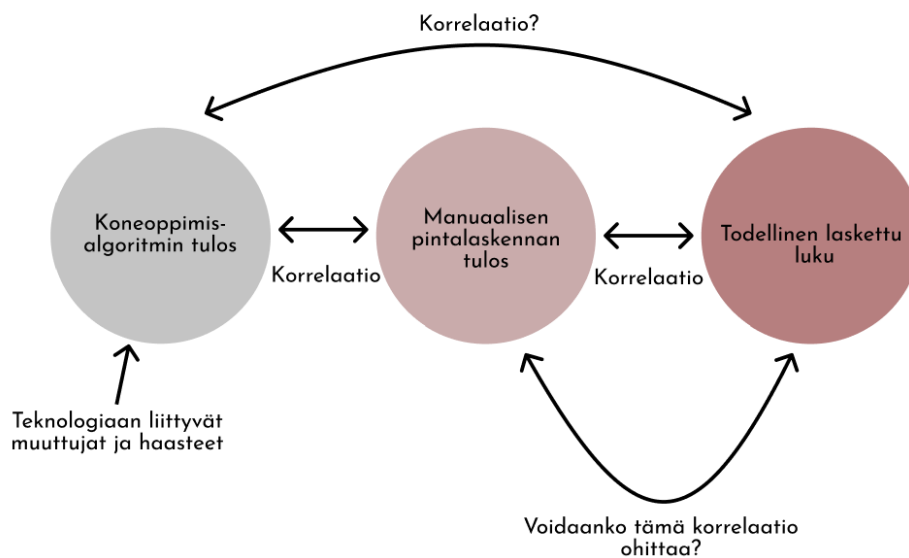 Korrelaatio?
Koneoppimis-
algoritmin tulos
Korrelaatio
Manuaalisen
pintalaskennan
tulos
Korrelaatio
Todellinen laskettu
luku
Teknologiaan liittyvät
muuttujat ja haasteet
Voidaanko tämä korrelaatio
ohittaa?